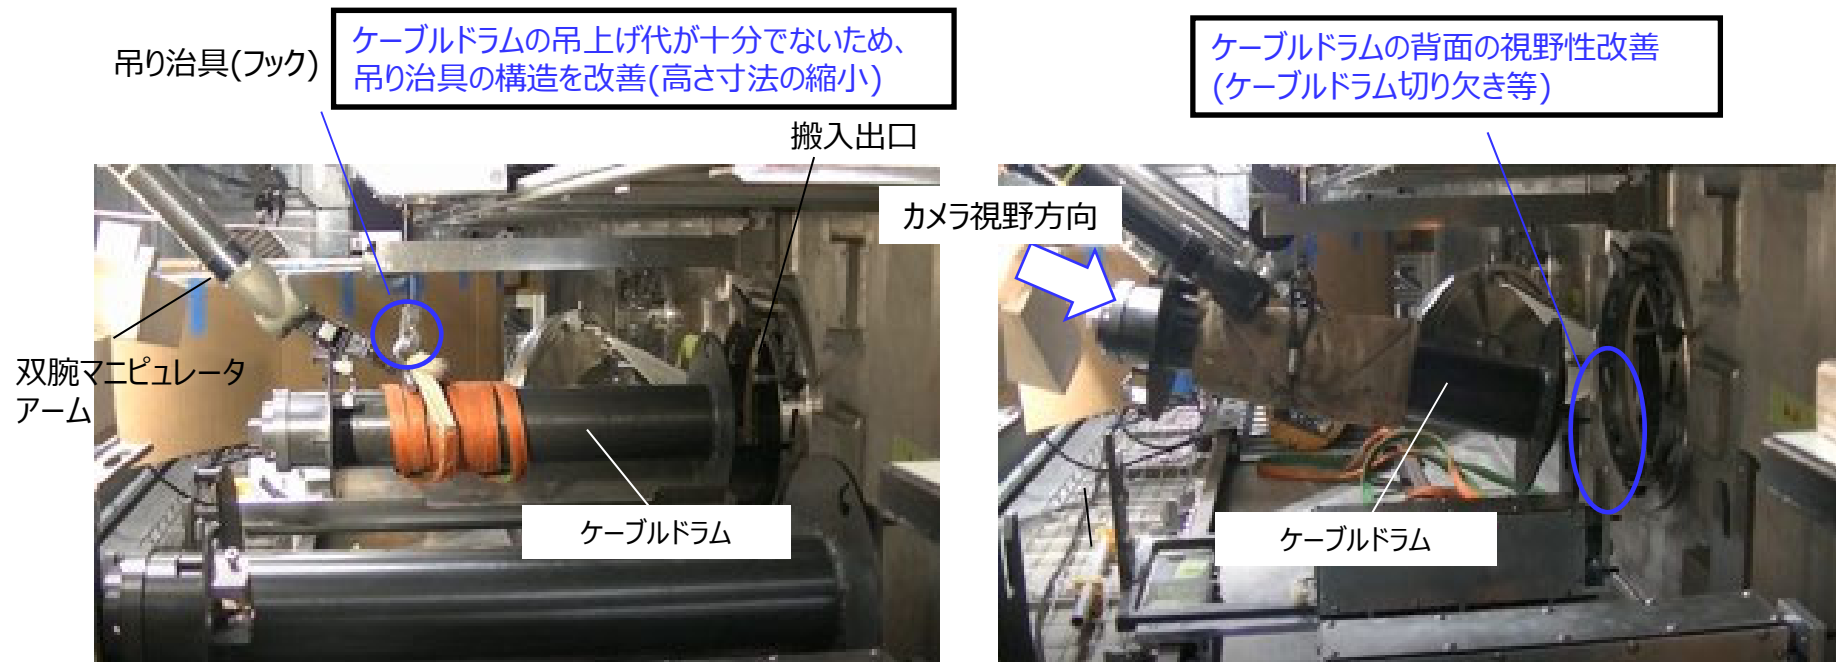 吊り治具(フック)
ケーブルドラムの吊上げ代が十分でないため、
吊り治具の構造を改善(高さ寸法の縮小)
搬入出口
双腕マニピュレータ
アーム
ケーブルドラム
ケーブルドラムの背面の視野性改善
(ケーブルドラム切り欠き等)
カメラ視野方向
ケーブルドラム